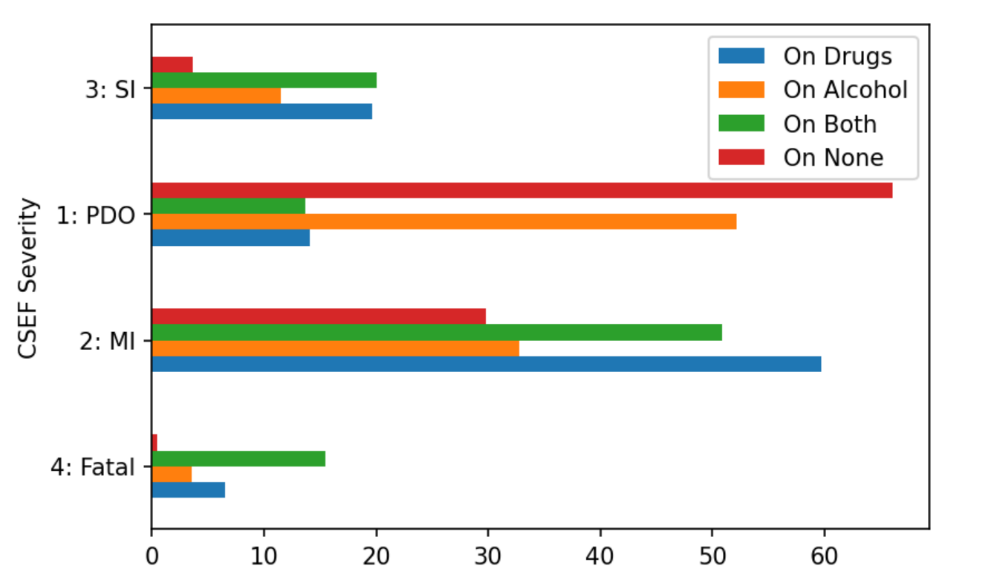 On Drugs
On Alcohol
On Both
On None
3: SI
1: PDO
2: MI
4: Fatal
CSEF Severity
0 10 20 30 40 50 60